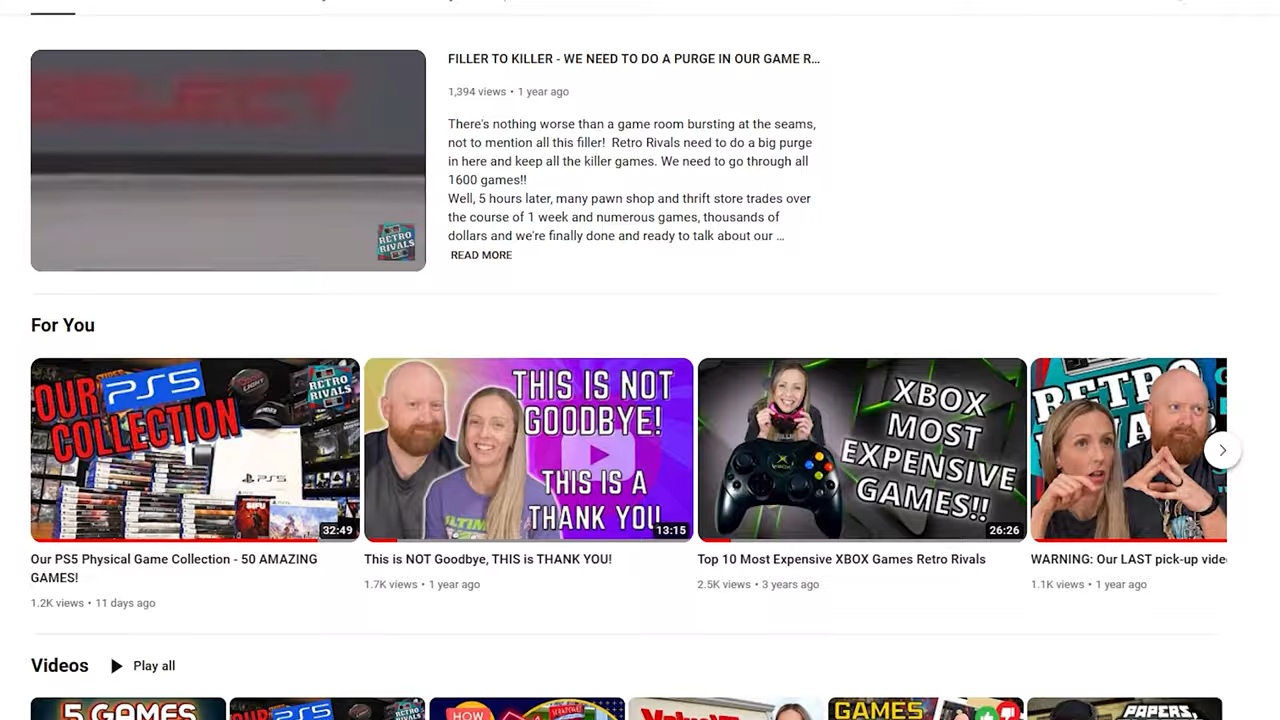 FILLER TO KILLER - WE NEED TO DO A PURGE IN OUR GAME R...
1,394 views • 1 year ago
There's nothing worse than a game room bursting at the seams,
not to mention all this filler! Retro Rivals need to do a big purge
in here and keep all the killer games. We need to go through all
1600 games!!
Well, 5 hours later, many pawn shop and thrift store trades over
the course of 1 week and numerous games, thousands of
dollars and we're finally done and ready to talk about our ...
READ MORE
RETRO
RIVALS
For You
OUR PS5
COLLECTION
RETRO
RIVALS
PS5
SIFU
32:49
THIS IS NOT
GOODBYE!
THIS IS A
THANK YOU!
13:15
XBOX
MOST
EXPENSIVE
GAMES!!
26:26
RETRO
Our PS5 Physical Game Collection - 50 AMAZING
GAMES!
1.2K views • 11 days ago
This is NOT Goodbye, THIS is THANK YOU!
1.7K views • 1 year ago
Top 10 Most Expensive XBOX Games Retro Rivals
2.5K views • 3 years ago
WARNING: Our LAST pick-up vide
1.1K views • 1 year ago
Videos
Play all
5 GAMES
PS5
RETRO
HOW
GAMES
PAPERS,